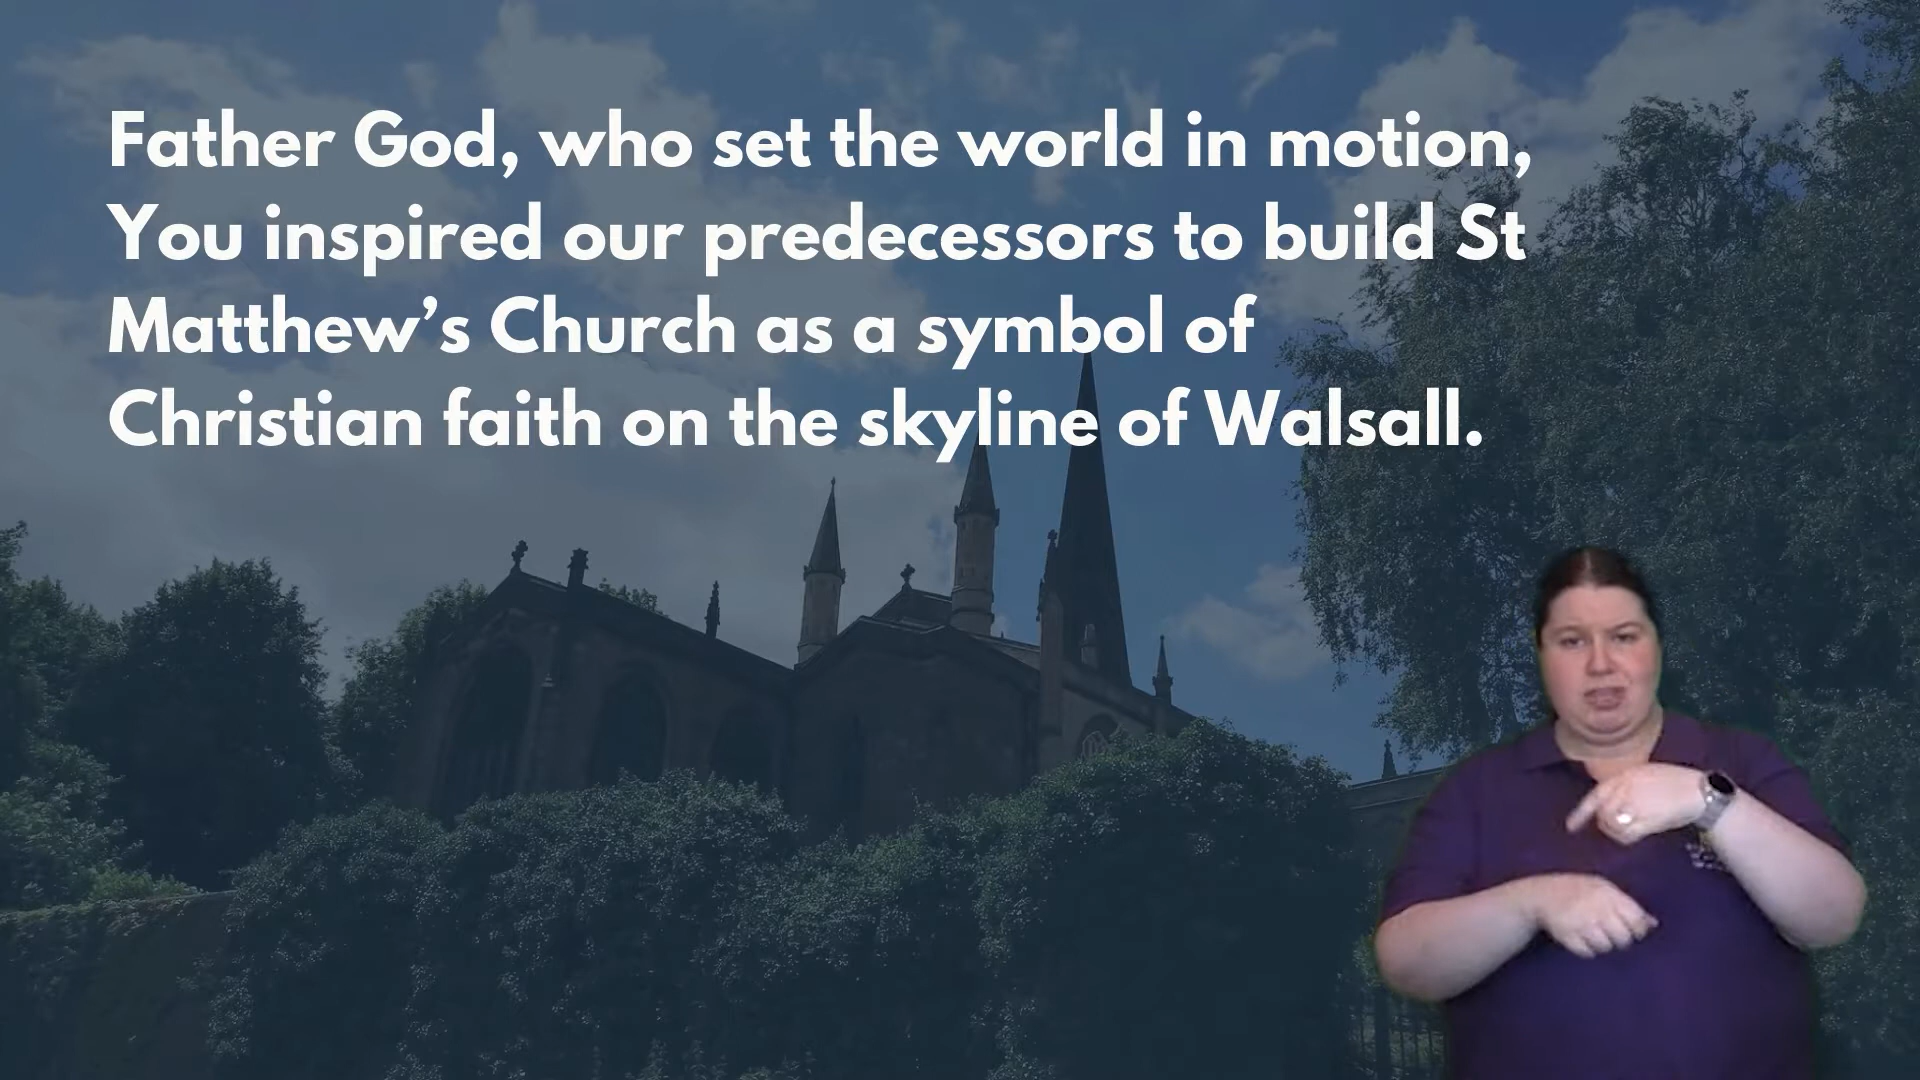 Father God, who set the world in motion,
You inspired our predecessors to build St
Matthew’s Church as a symbol of
Christian faith on the skyline of Walsall.